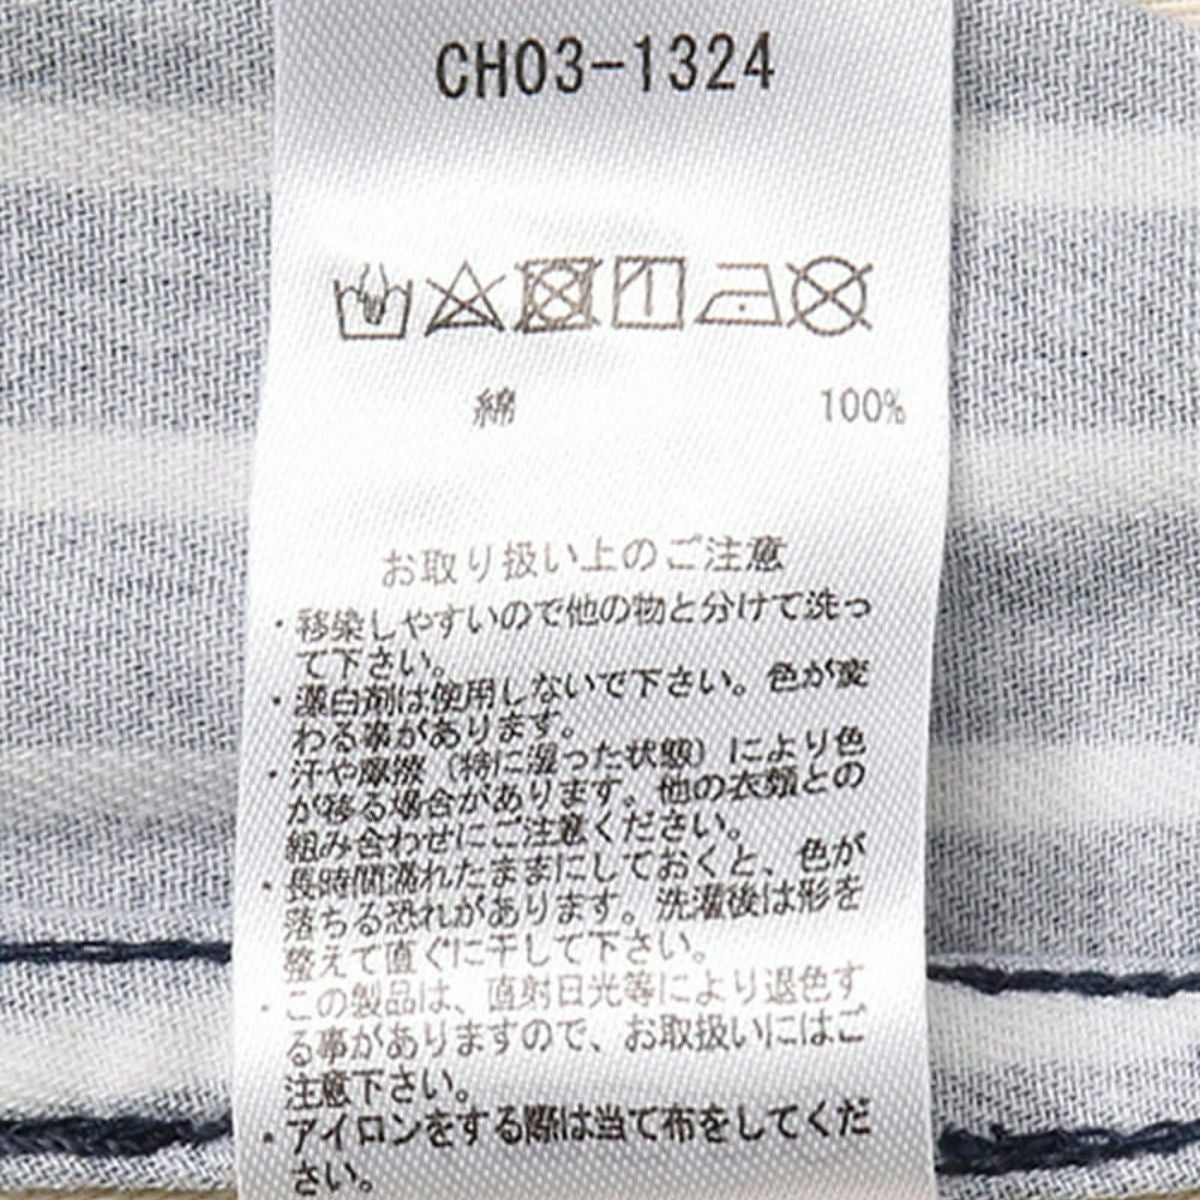 CH03-1324
綿 100%
お取り扱い上のご注意
・移染しやすいので他の物と分けて洗っ
て下さい。
・漂白剤は使用しないで下さい。色が変
わる事があります。
・汗や摩擦（特に湿った状態）により色
が移る場合があります。他の衣類との
組み合わせにご注意ください。
・長時間濡れたままにしておくと、色が
落ちる恐れがあります。洗濯後は形を
整えて直ぐに干して下さい。
・この製品は、直射日光等により退色す
る事がありますので、お取扱いにはご
注意下さい。
・アイロンをする際は当て布をしてくだ
さい。